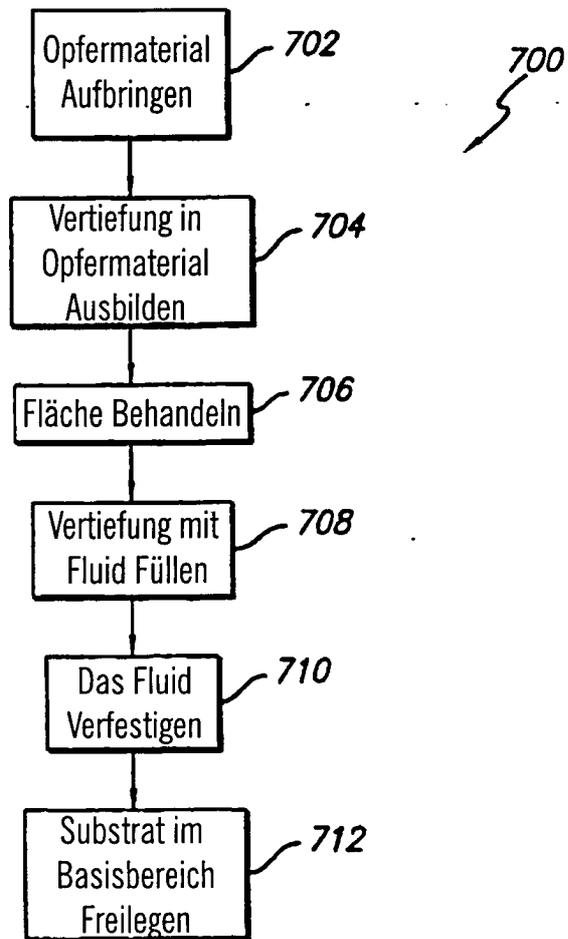 Opfermaterial
Aufbringen
702
700
Vertiefung in
Opfermaterial
Ausbilden
704
Fläche Behandeln
706
Vertiefung mit
Fluid Füllen
708
Das Fluid
Verfestigen
710
Substrat im
Basisbereich
Freilegen
712